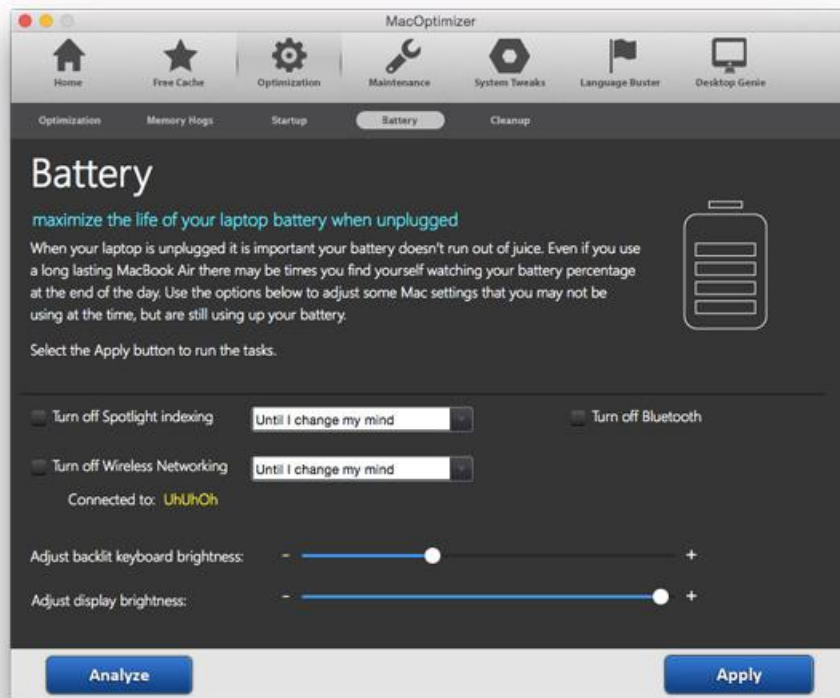 MacOptimizer
Home
Free Cache
Optimization
Maintenance
System Tweaks
Language Buster
Desktop Genie
Optimization
Memory Hogs
Startup
Battery
Cleanup
Battery
maximize the life of your laptop battery when unplugged
When your laptop is unplugged it is important your battery doesn't run out of juice. Even if you use
a long lasting MacBook Air there may be times you find yourself watching your battery percentage
at the end of the day. Use the options below to adjust some Mac settings that you may not be
using at the time, but are still using up your battery.
Select the Apply button to run the tasks.
Turn off Spotlight indexing
Until I change my mind
Turn off Bluetooth
Turn off Wireless Networking
Until I change my mind
Connected to: UhUhOh
Adjust backlit keyboard brightness: - +
Adjust display brightness: - +
Analyze
Apply